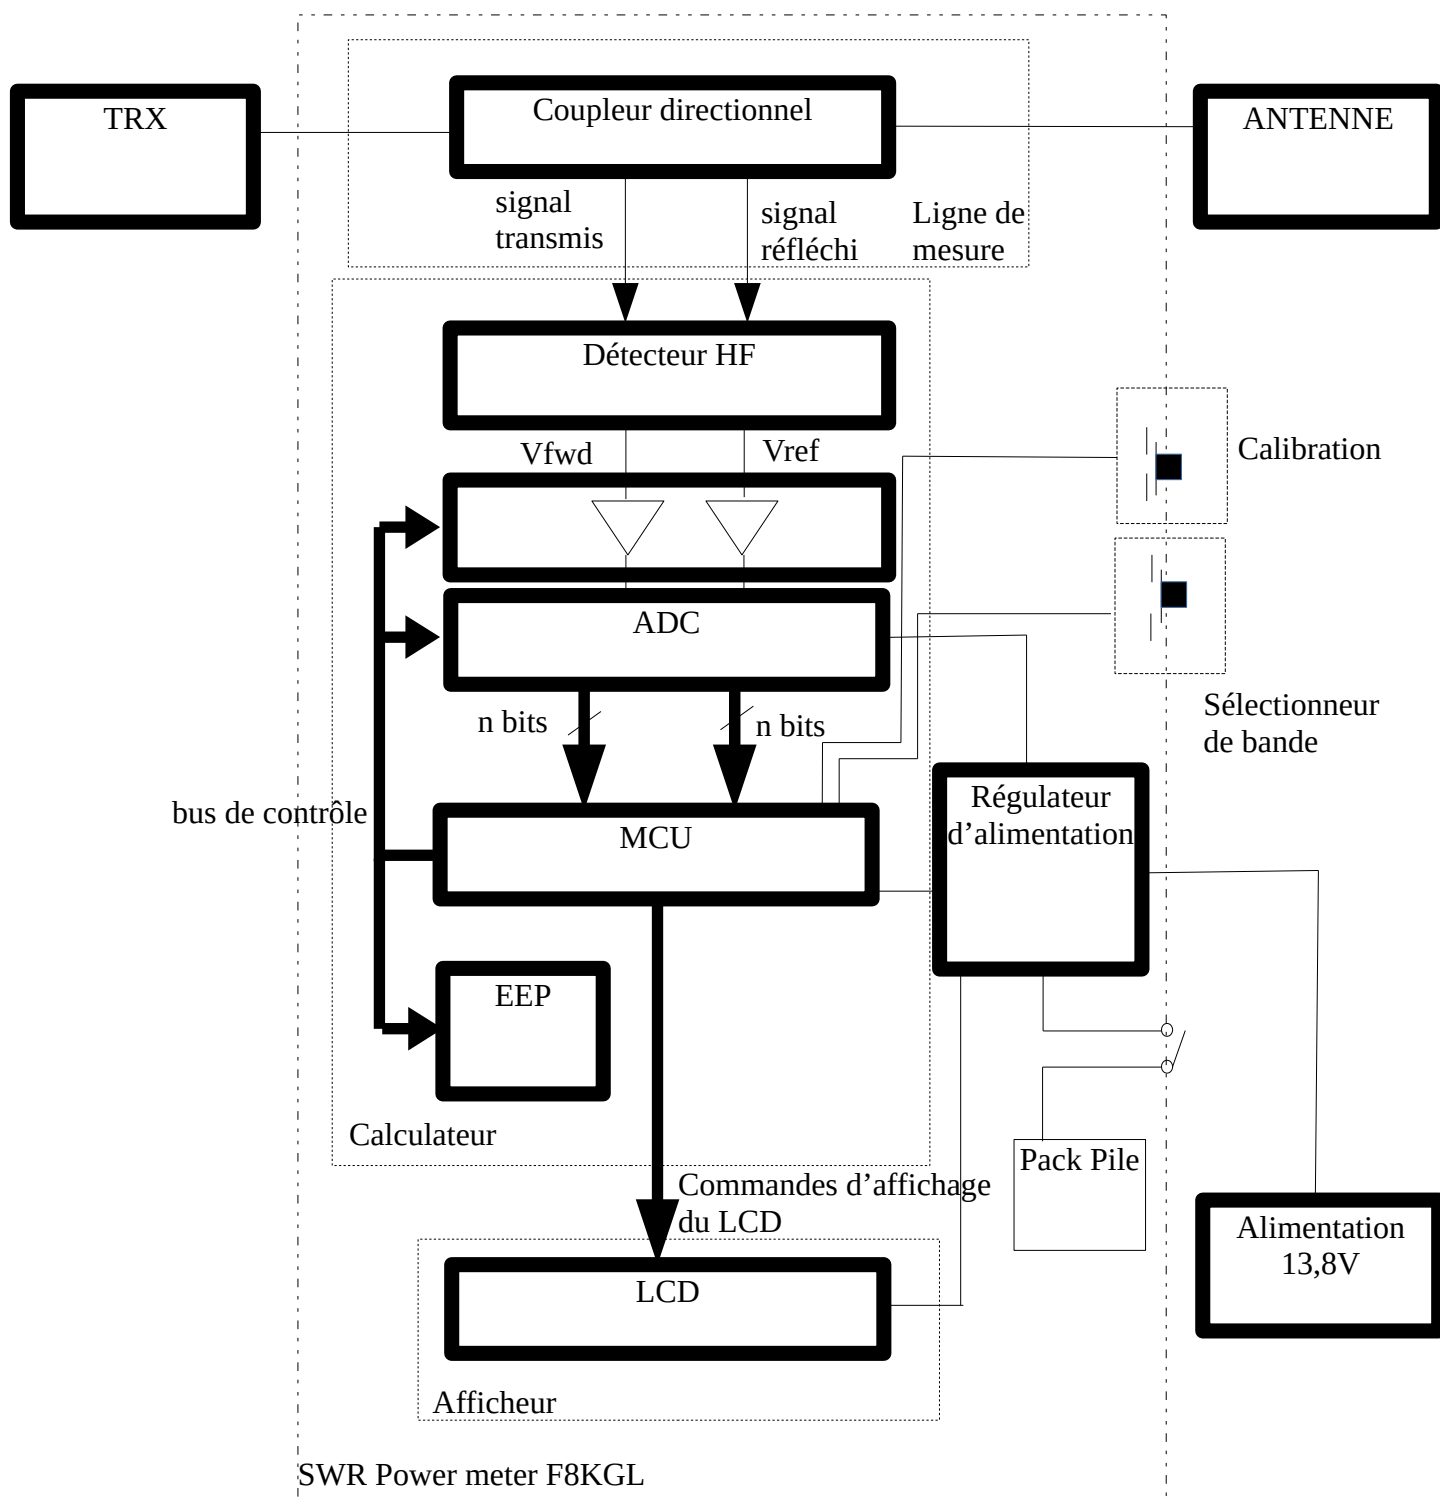 TRX
Coupleur directionnel
ANTENNE
signal
transmis
signal
réfléchi
Ligne de
mesure
Détecteur HF
Vfwd
Vref
Calibration
ADC
n bits
n bits
Sélectionneur
de bande
bus de contrôle
MCU
Régulateur
d’alimentation
EEP
Calculateur
Pack Pile
Commandes d’affichage
du LCD
Alimentation
13,8V
LCD
Afficheur
SWR Power meter F8KGL